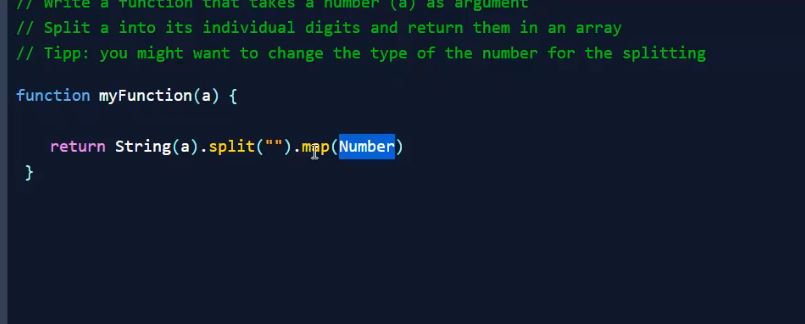 // Write a function that takes a number (a) as argument
// Split a into its individual digits and return them in an array
// Tipp: you might want to change the type of the number for the splitting
function myFunction(a) {
return String(a).split("").map(Number)
}